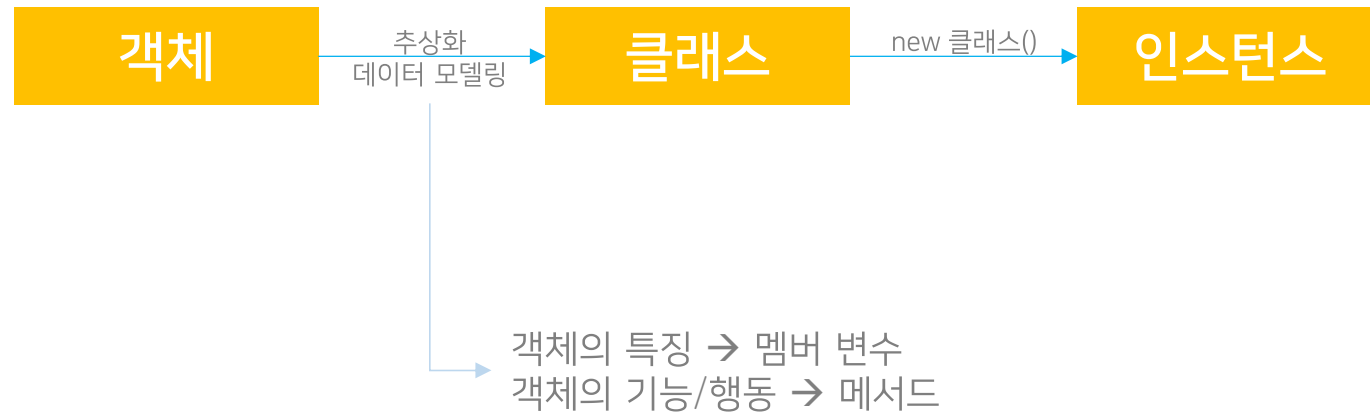 객체
추상화
데이터 모델링
클래스
new 클래스()
인스턴스
객체의 특징 → 멤버 변수
객체의 기능/행동 → 메서드